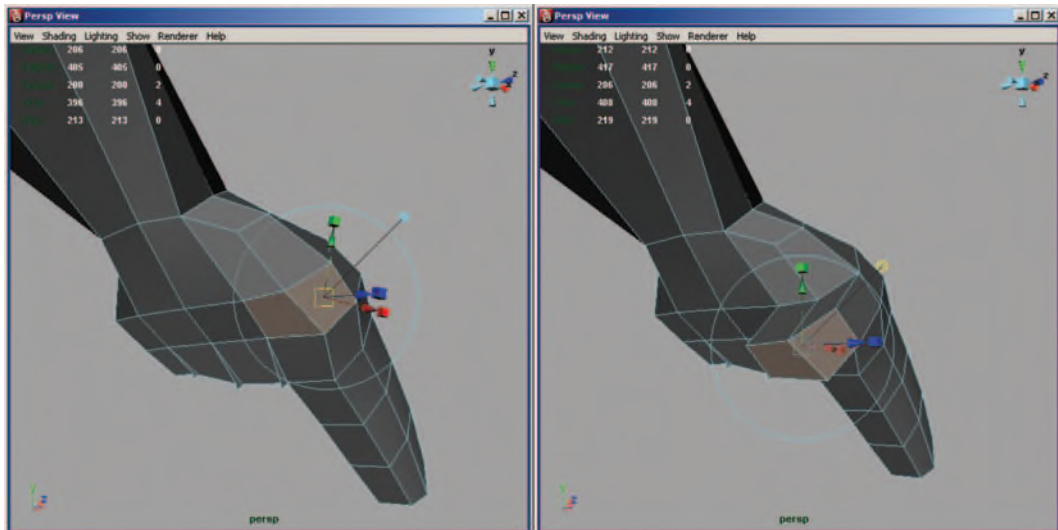 Persp View
View Shading Lighting Show Renderer Help
206 206 0
405 405 0
200 200 2
396 396 4
213 213 0
y
y
z
y
z
persp
Persp View
View Shading Lighting Show Renderer Help
212 212 0
417 417 0
206 206 2
408 408 4
219 219 0
y
y
z
y
z
persp